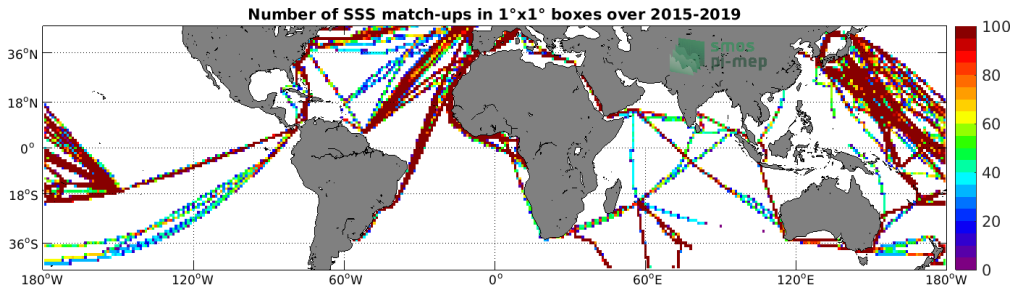 Number of SSS match-ups in 1°x1° boxes over 2015-2019
smos
pi-mep
36°N
18°N
0°
18°S
36°S
180°W
120°W
60°W
0°
60°E
120°E
180°W
100
80
60
40
20
0